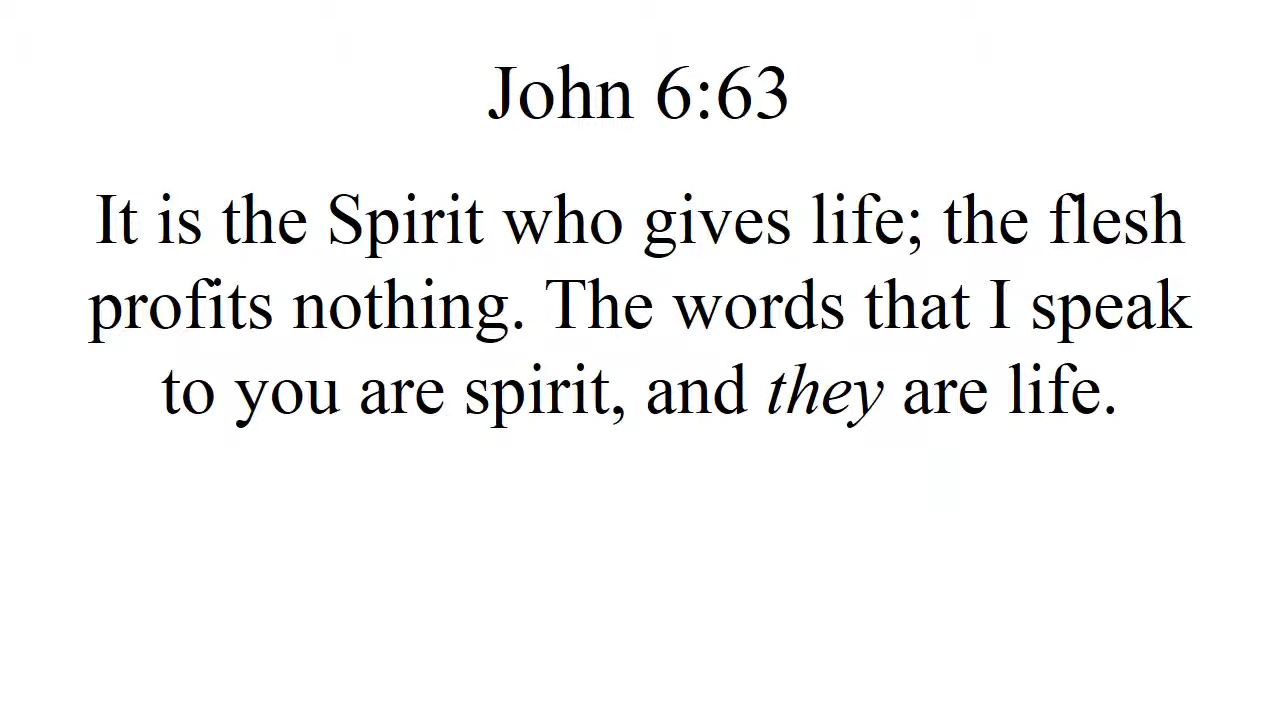 John 6:63
It is the Spirit who gives life; the flesh
profits nothing. The words that I speak
to you are spirit, and they are life.